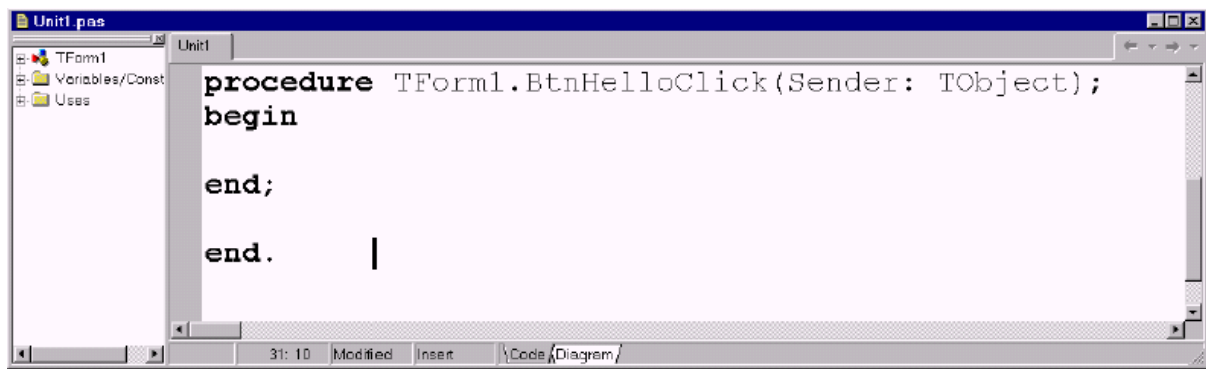 Unit1.pas
TForm1
Variables/Const
Uses
Unit1
procedure TForm1.BtnHelloClick(Sender: TObject);
begin
end;
end.
31: 10 Modified Insert \Code/Diagram/